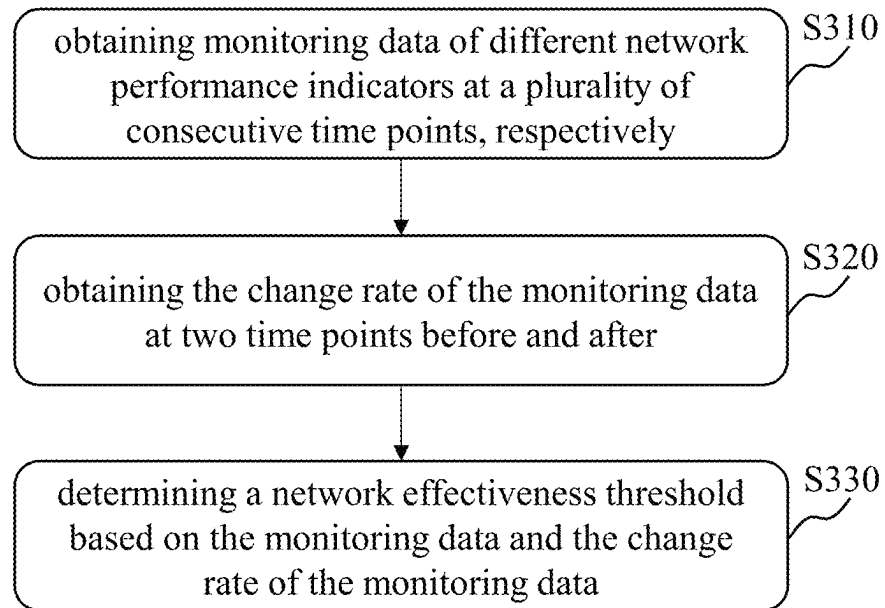 S310
obtaining monitoring data of different network
performance indicators at a plurality of
consecutive time points, respectively
S320
obtaining the change rate of the monitoring data
at two time points before and after
S330
determining a network effectiveness threshold
based on the monitoring data and the change
rate of the monitoring data